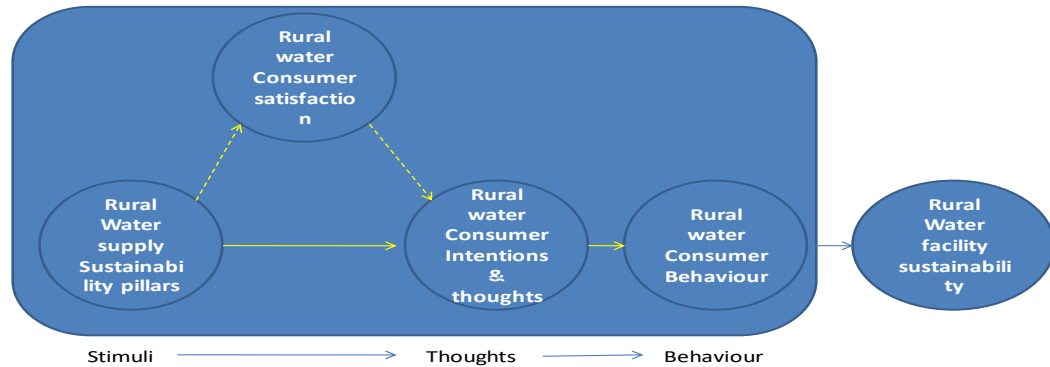 Rural
water
Consumer
satisfactio
n
Rural
Water
supply
Sustainabi
lity pillars
Rural
water
Consumer
Intentions
&
thoughts
Rural
water
Consumer
Behaviour
Rural
Water
facility
sustainabili
ty
Stimuli
Thoughts
Behaviour